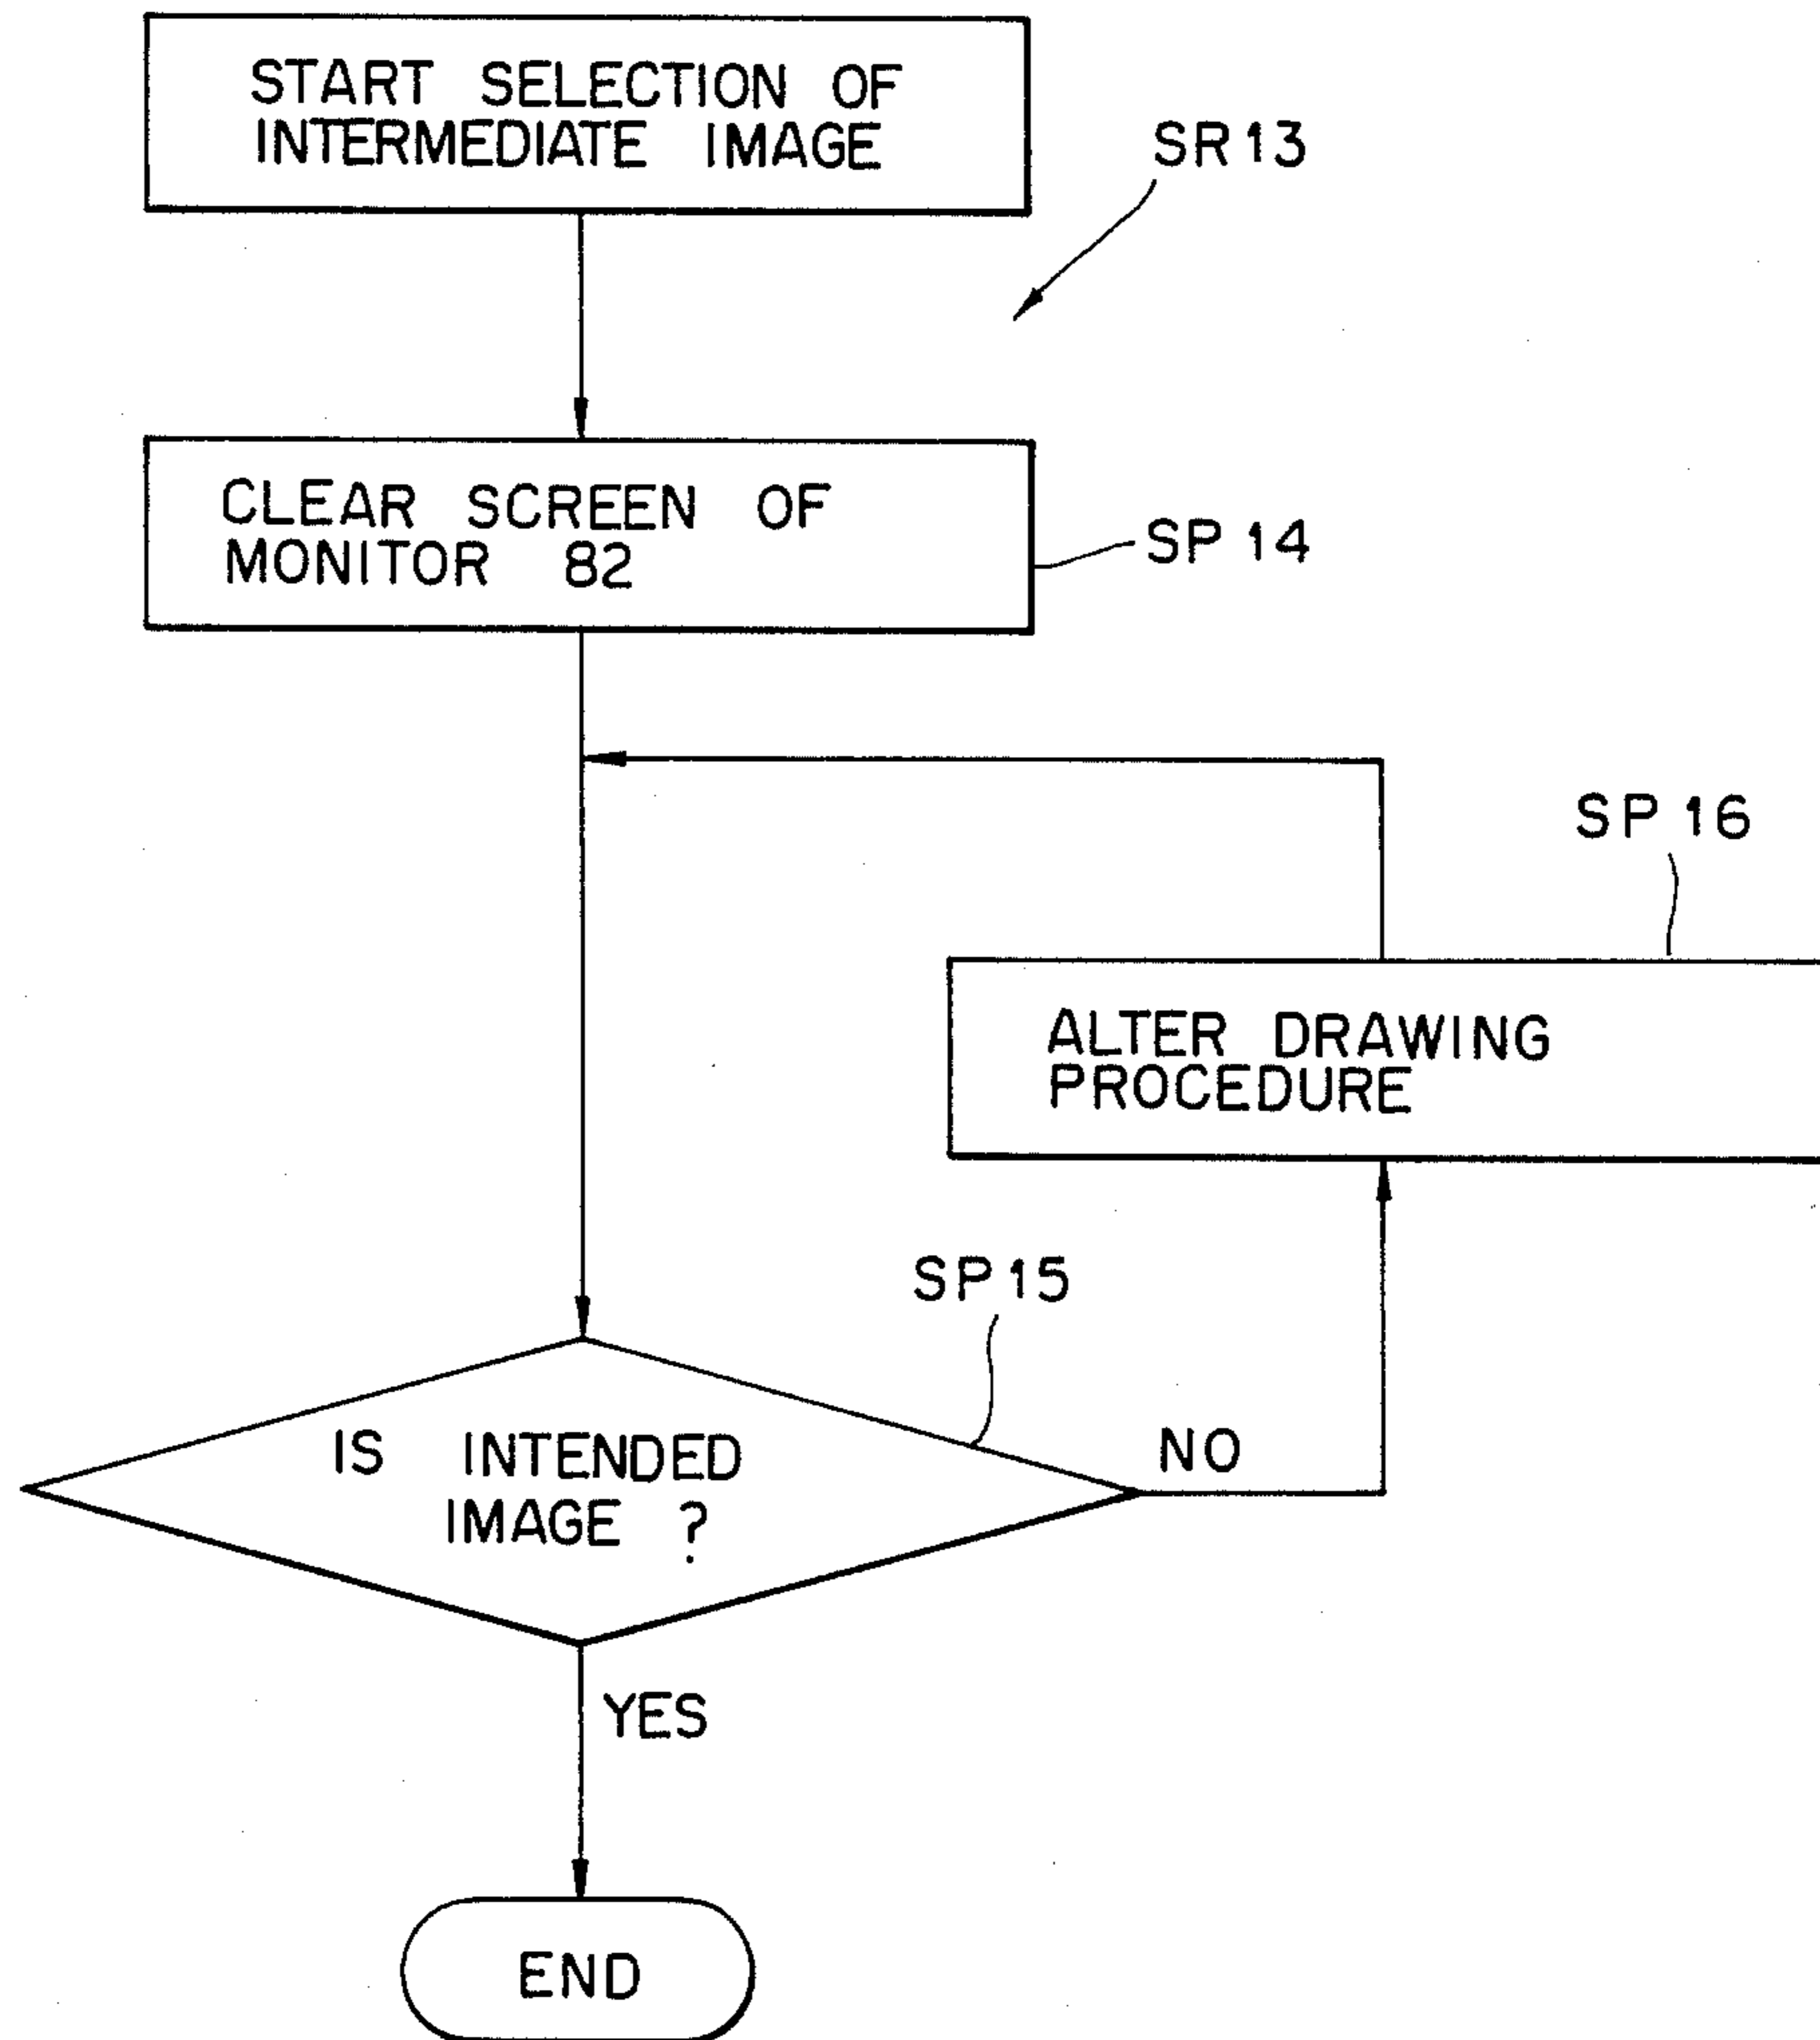 START SELECTION OF
INTERMEDIATE IMAGE
SR13
CLEAR SCREEN OF
MONITOR 82
SP 14
SP 16
ALTER DRAWING
PROCEDURE
SP15
IS INTENDED
IMAGE ?
NO
YES
END